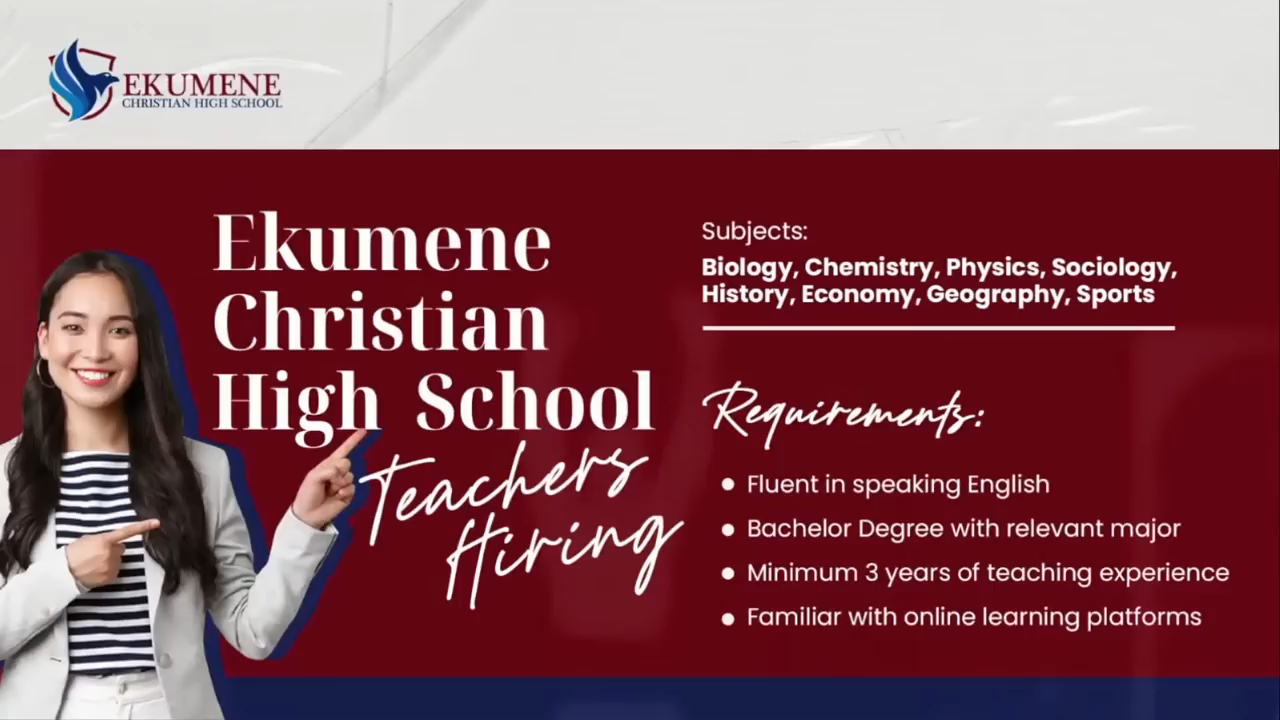 EKUMENE
CHRISTIAN HIGH SCHOOL
Ekumene
Christian
High School
Teachers
Hiring
Subjects:
Biology, Chemistry, Physics, Sociology,
History, Economy, Geography, Sports
Requirements:
• Fluent in speaking English
• Bachelor Degree with relevant major
• Minimum 3 years of teaching experience
• Familiar with online learning platforms